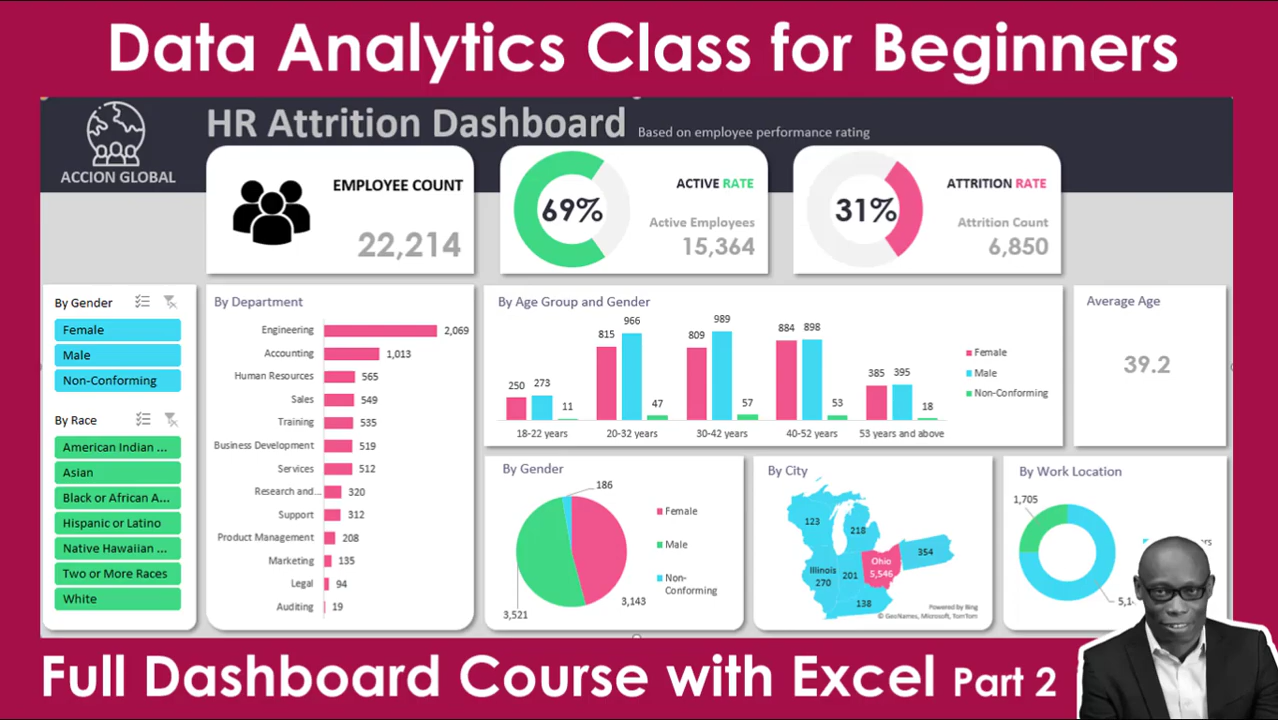 Data Analytics Class for Beginners
HR Attrition Dashboard Based on employee performance rating
ACCION GLOBAL
EMPLOYEE COUNT
22,214
69%
ACTIVE RATE
Active Employees
15,364
31%
ATTRITION RATE
Attrition Count
6,850
By Gender
Female
Male
Non-Conforming
By Race
American Indian ...
Asian
Black or African A...
Hispanic or Latino
Native Hawaiian ...
Two or More Races
White
By Department
Engineering 2,069
Accounting 1,013
Human Resources 565
Sales 549
Training 535
Business Development 519
Services 512
Research and... 320
Support 312
Product Management 208
Marketing 135
Legal 94
Auditing 19
By Age Group and Gender
250 273 11
815 966 47
809 989 57
884 898 53
385 395 18
18-22 years 20-32 years 30-42 years 40-52 years 53 years and above
Female
Male
Non-Conforming
Average Age
39.2
By Gender
186
3,521
3,143
Female
Male
Non-
Conforming
By City
123
218
354
Illinois
270
201
Ohio
5,546
138
Powered by Bing
© GeoNames, Microsoft, TomTom
By Work Location
1,705
Full Dashboard Course with Excel Part 2